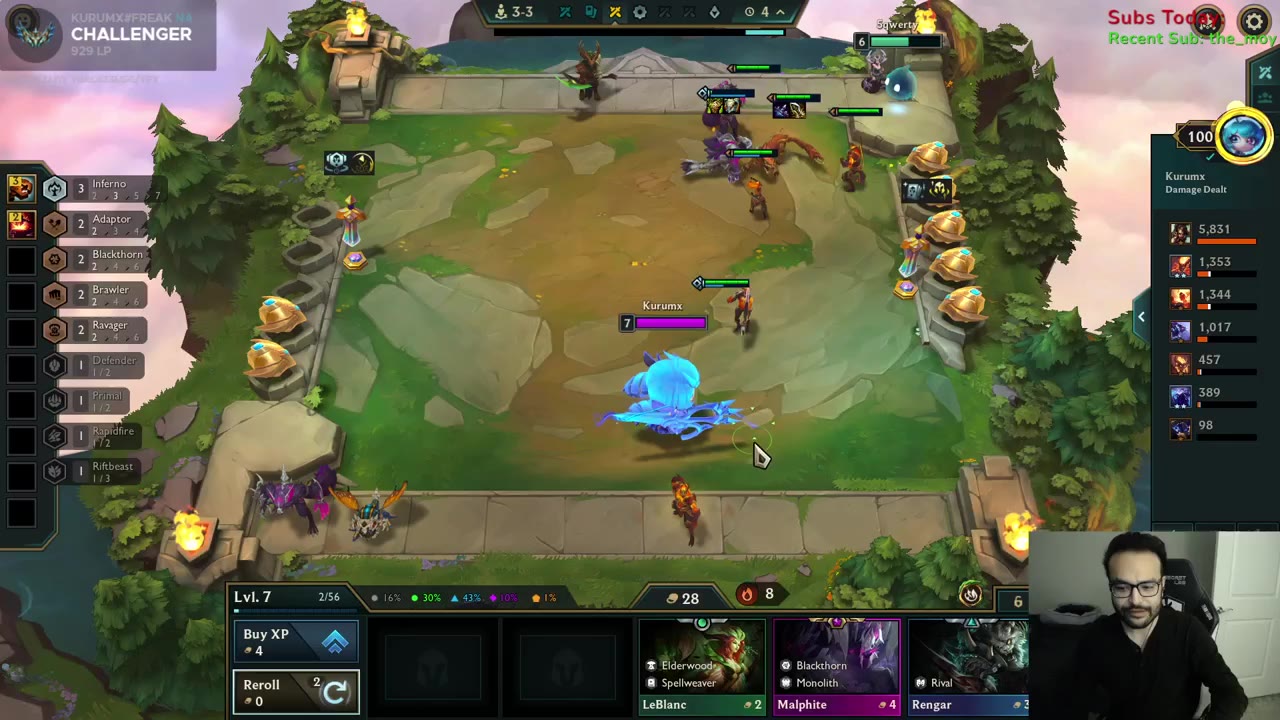 KURUMX#FREAK NA
CHALLENGER
929 LP
3-3
4
Subs Today:
Recent Sub: the_moy
6
Sqwerty
100
Kurumx
Damage Dealt
5,831
1,353
1,344
1,017
457
389
98
3 Inferno
2 3 5 7
2 Adaptor
2 3 4
2 Blackthorn
2 4 6
2 Brawler
2 4 6
2 Ravager
2 4 6
1 Defender
1 / 2
1 Primal
1 / 2
1 Rapidfire
1 / 2
1 Riftbeast
1 / 3
Kurumx
7
Lvl. 7 2/56
16% 30% 43% 10% 1%
28
8
6
Buy XP
4
Reroll 2
0
Elderwood
Spellweaver
LeBlanc 2
Blackthorn
Monolith
Malphite 4
Rival
Rengar 3